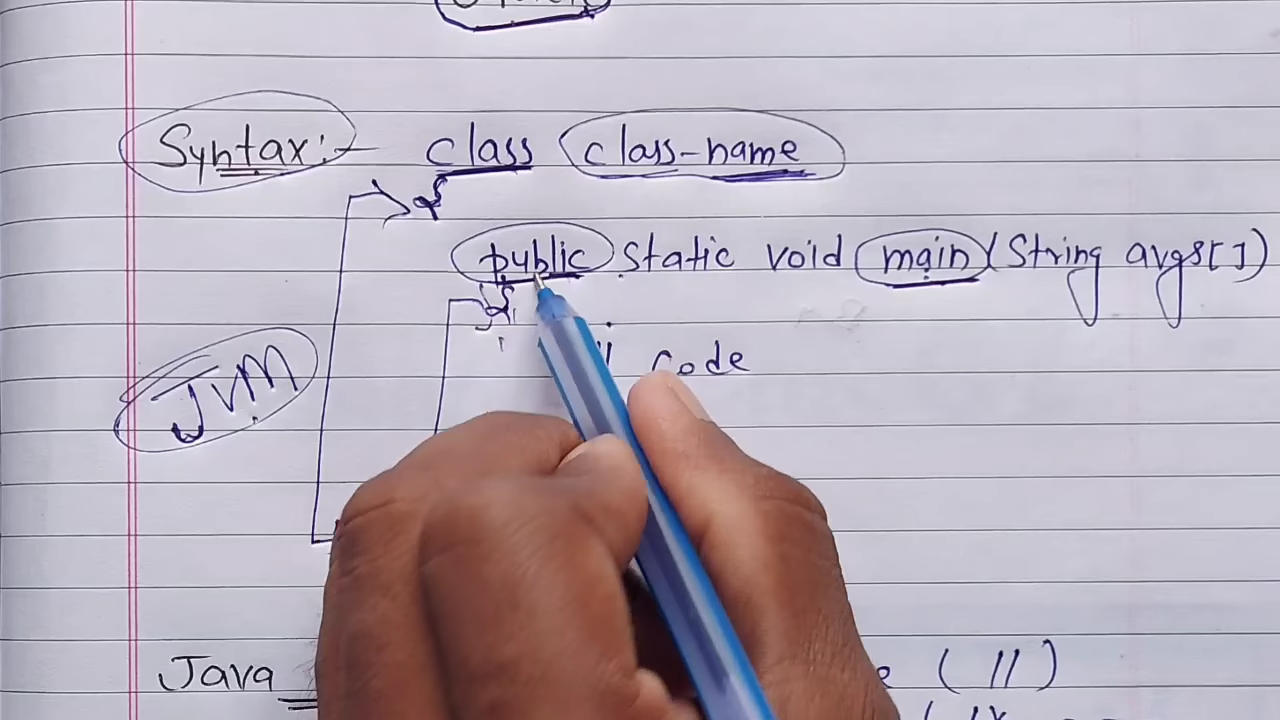 Syntax:- class class-name
{
public static void main(String args[])
{
// code
JVM
Java
(//)